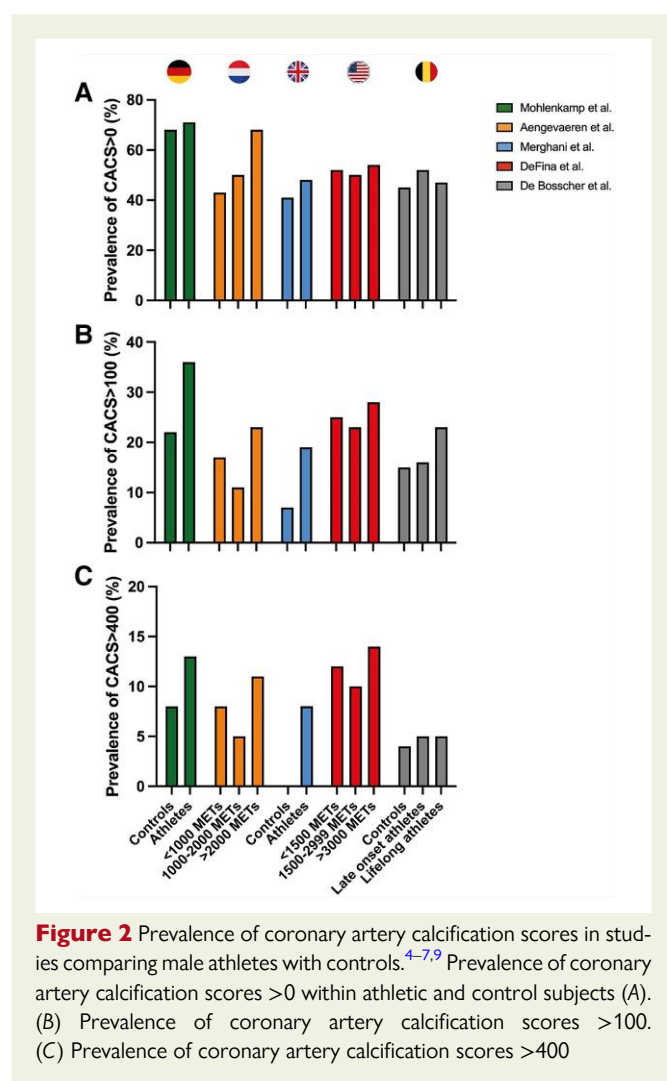 A
Prevalence of CACS>0 (%)
80
60
40
20
0
Mohlenkamp et al.
Aengevaeren et al.
Merghani et al.
DeFina et al.
De Bosscher et al.
B
Prevalence of CACS>100 (%)
40
30
20
10
0
C
Prevalence of CACS>400 (%)
20
15
10
5
0
Controls
Athletes
<1000 METs
1000-2000 METs
>2000 METs
Controls
Athletes
<1500 METs
1500-2999 METs
>3000 METs
Controls
Late onset athletes
Lifelong athletes
Figure 2 Prevalence of coronary artery calcification scores in stud-
ies comparing male athletes with controls.4–7,9 Prevalence of coronary
artery calcification scores >0 within athletic and control subjects (A).
(B) Prevalence of coronary artery calcification scores >100.
(C) Prevalence of coronary artery calcification scores >400